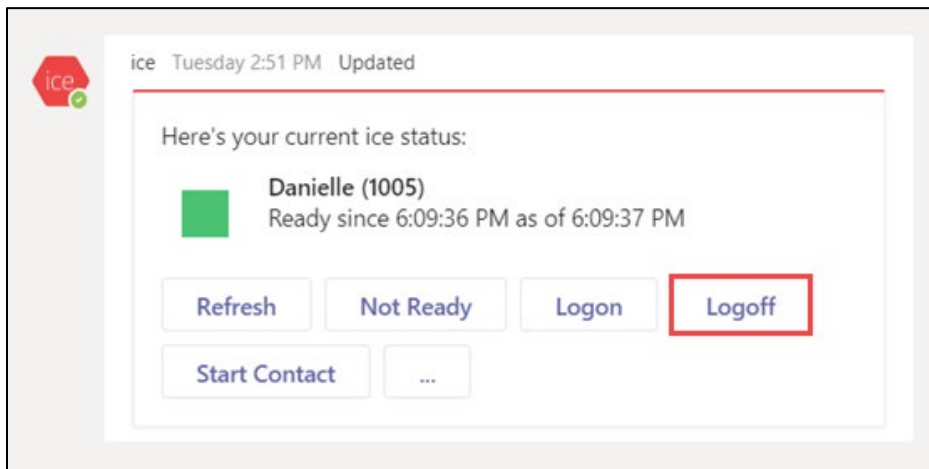 ice
ice Tuesday 2:51 PM Updated
Here's your current ice status:
Danielle (1005)
Ready since 6:09:36 PM as of 6:09:37 PM
Refresh Not Ready Logon Logoff
Start Contact ...